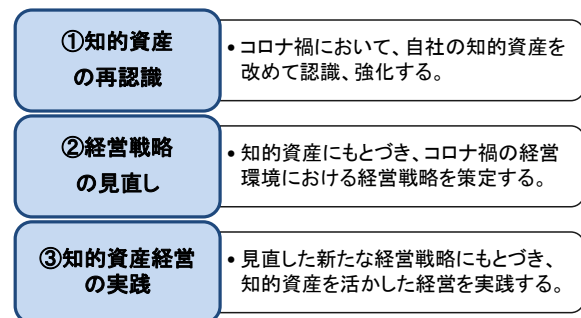 ①知的資産
の再認識
• コロナ禍において、自社の知的資産を
改めて認識、強化する。
②経営戦略
の見直し
• 知的資産にもとづき、コロナ禍の経営
環境における経営戦略を策定する。
③知的資産経営
の実践
• 見直した新たな経営戦略にもとづき、
知的資産を活かした経営を実践する。